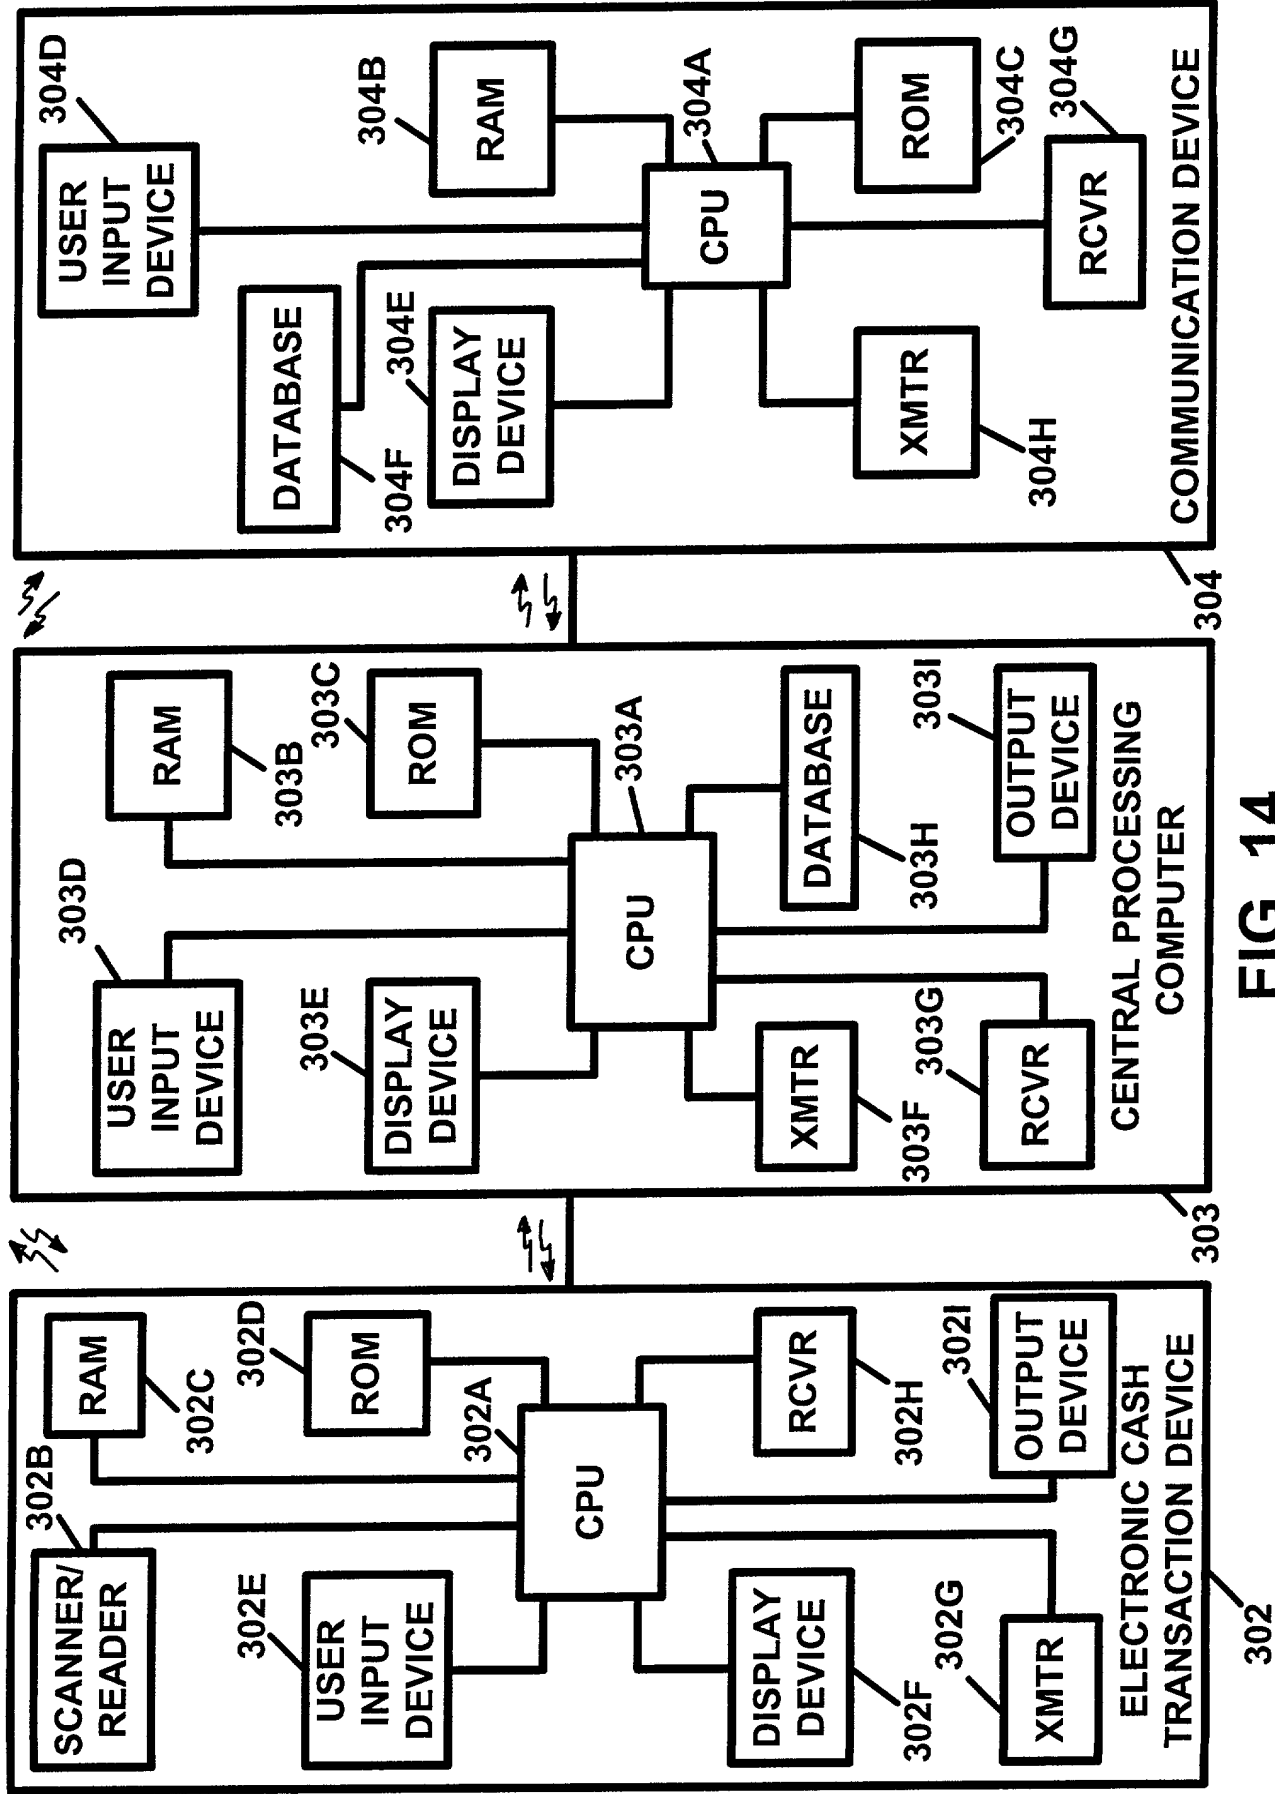 302B
SCANNER/
READER
RAM
302C
302D
ROM
302A
302E
USER
INPUT
DEVICE
CPU
DISPLAY
DEVICE
302F
RCVR
302H
302G
XMTR
302I
OUTPUT
DEVICE
ELECTRONIC CASH
TRANSACTION DEVICE
302
303D
USER
INPUT
DEVICE
RAM
303B
303C
ROM
303E
DISPLAY
DEVICE
303A
CPU
XMTR
303F
DATABASE
303H
303G
RCVR
303I
OUTPUT
DEVICE
CENTRAL PROCESSING
COMPUTER
303
304D
USER
INPUT
DEVICE
DATABASE
304F
304B
RAM
304E
DISPLAY
DEVICE
304A
CPU
XMTR
304H
ROM
304C
304G
RCVR
COMMUNICATION DEVICE
304
FIG. 14